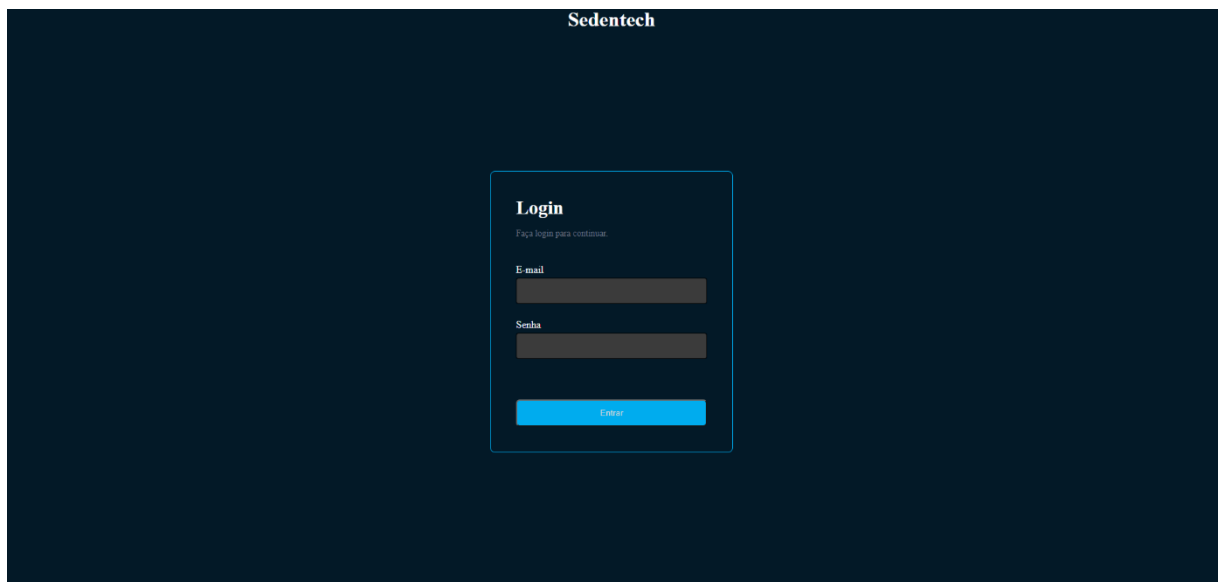 Sedentech
Login
Faça login para continuar.
E-mail
Senha
Entrar